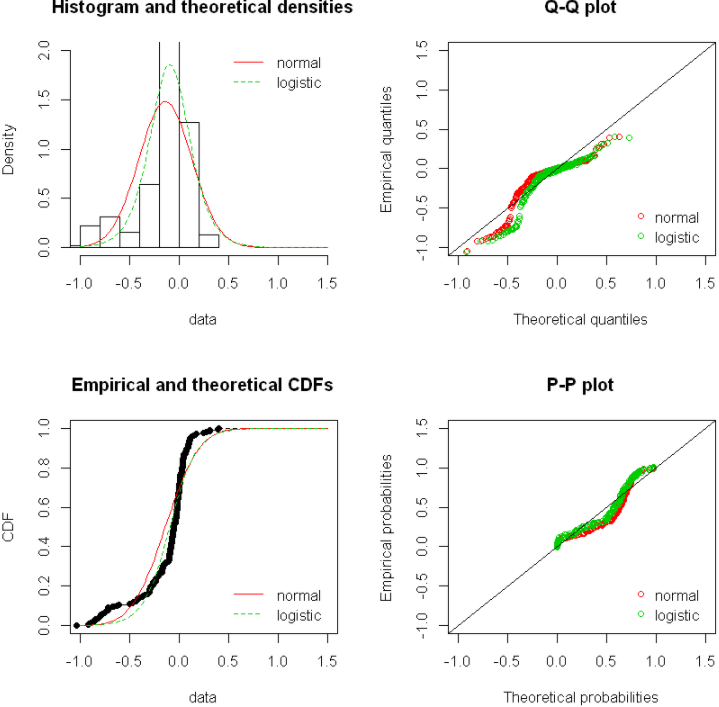 Histogram and theoretical densities
Density
0.0 0.5 1.0 1.5 2.0
normal
logistic
-1.0 -0.5 0.0 0.5 1.0 1.5
data
Q-Q plot
Empirical quantiles
-1.0 -0.5 0.0 0.5 1.0 1.5
normal
logistic
-1.0 -0.5 0.0 0.5 1.0 1.5
Theoretical quantiles
Empirical and theoretical CDFs
CDF
0.0 0.2 0.4 0.6 0.8 1.0
normal
logistic
-1.0 -0.5 0.0 0.5 1.0 1.5
data
P-P plot
Empirical probabilities
-1.0 -0.5 0.0 0.5 1.0 1.5
normal
logistic
-1.0 -0.5 0.0 0.5 1.0 1.5
Theoretical probabilities